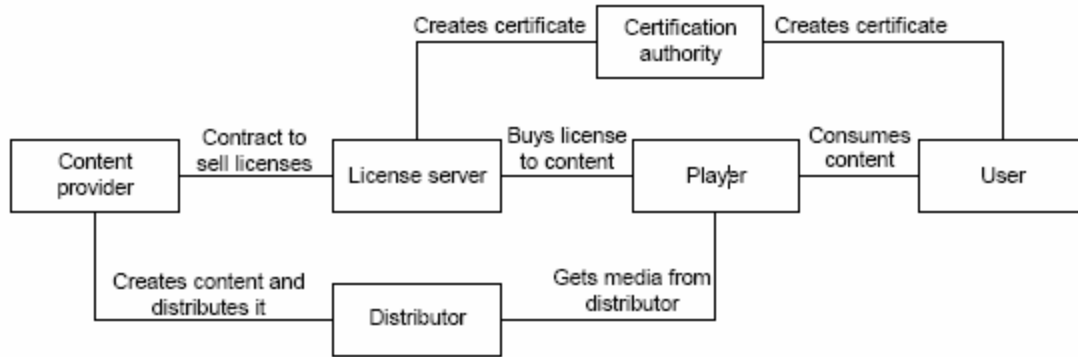 Creates certificate
Certification
authority
Creates certificate
Content
provider
Contract to
sell licenses
License server
Buys license
to content
Player
Consumes
content
User
Creates content and
distributes it
Distributor
Gets media from
distributor